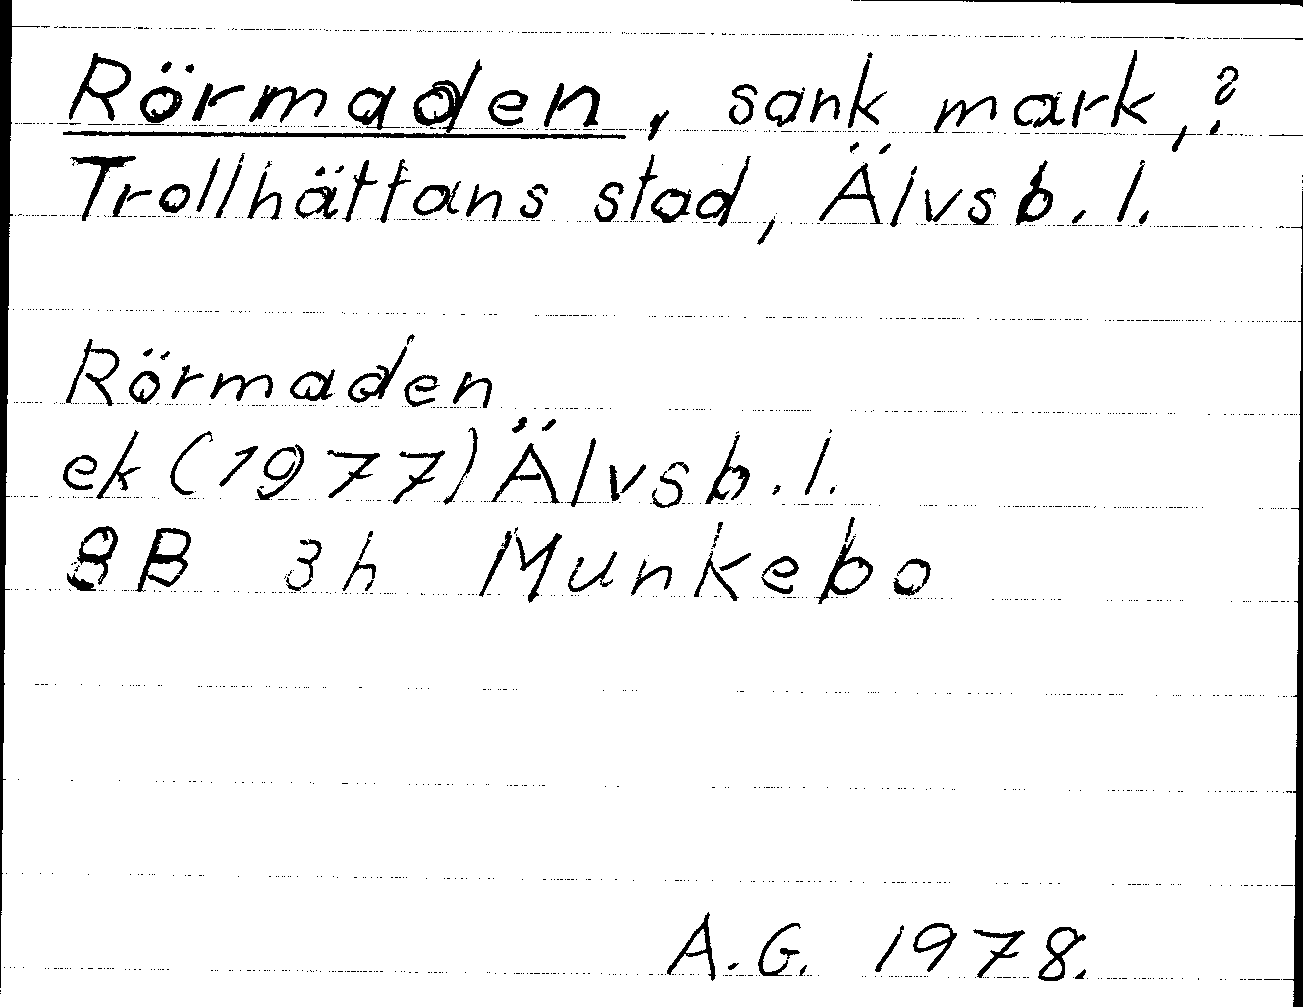 Rörmaden, sank mark,?
Trollhättans stad, Älvsb. l.
Rörmaden
ek (1977) Älvsb. l.
8B 3h Munkebo
A.G. 1978.